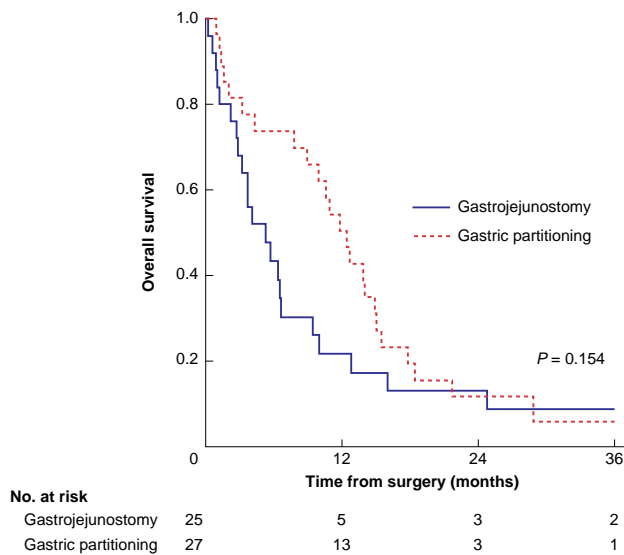 1.0
0.8
0.6
0.4
0.2
0
12
24
36
Overall survival
Time from surgery (months)
Gastrojejunostomy
Gastric partitioning
P = 0.154
No. at risk
Gastrojejunostomy 25 5 3 2
Gastric partitioning 27 13 3 1